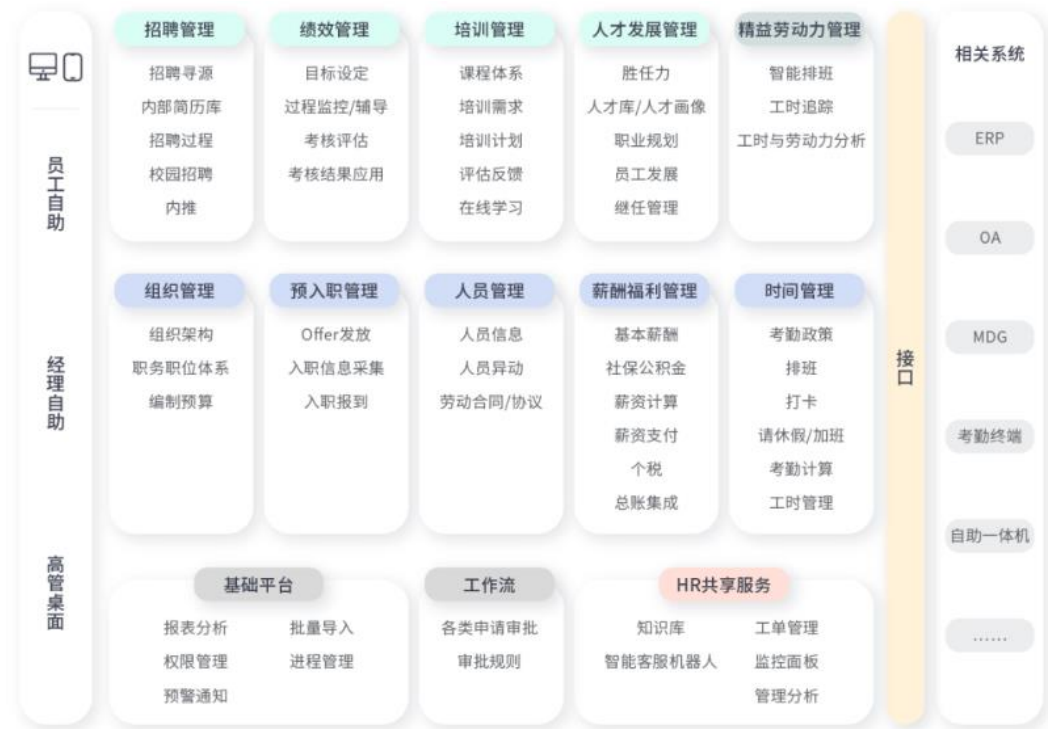 员工自助
经理自助
高管桌面
招聘管理
招聘寻源
内部简历库
招聘过程
校园招聘
内推
绩效管理
目标设定
过程监控/辅导
考核评估
考核结果应用
培训管理
课程体系
培训需求
培训计划
评估反馈
在线学习
人才发展管理
胜任力
人才库/人才画像
职业规划
员工发展
继任管理
精益劳动力管理
智能排班
工时追踪
工时与劳动力分析
组织管理
组织架构
职务职位体系
编制预算
预入职管理
Offer发放
入职信息采集
入职报到
人员管理
人员信息
人员异动
劳动合同/协议
薪酬福利管理
基本薪酬
社保公积金
薪资计算
薪资支付
个税
总账集成
时间管理
考勤政策
排班
打卡
请休假/加班
考勤计算
工时管理
基础平台
报表分析
权限管理
预警通知
批量导入
进程管理
工作流
各类申请审批
审批规则
HR共享服务
知识库
智能客服机器人
工单管理
监控面板
管理分析
接口
相关系统
ERP
OA
MDG
考勤终端
自助一体机
……